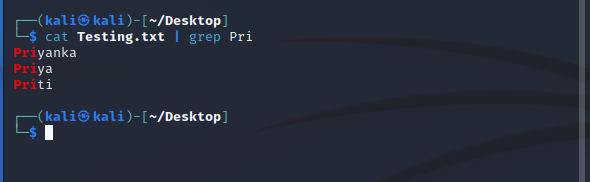 ┌──(kali㉿kali)-[~/Desktop]
└─$ cat Testing.txt | grep Pri
Priyanka
Priya
Priti
┌──(kali㉿kali)-[~/Desktop]
└─$